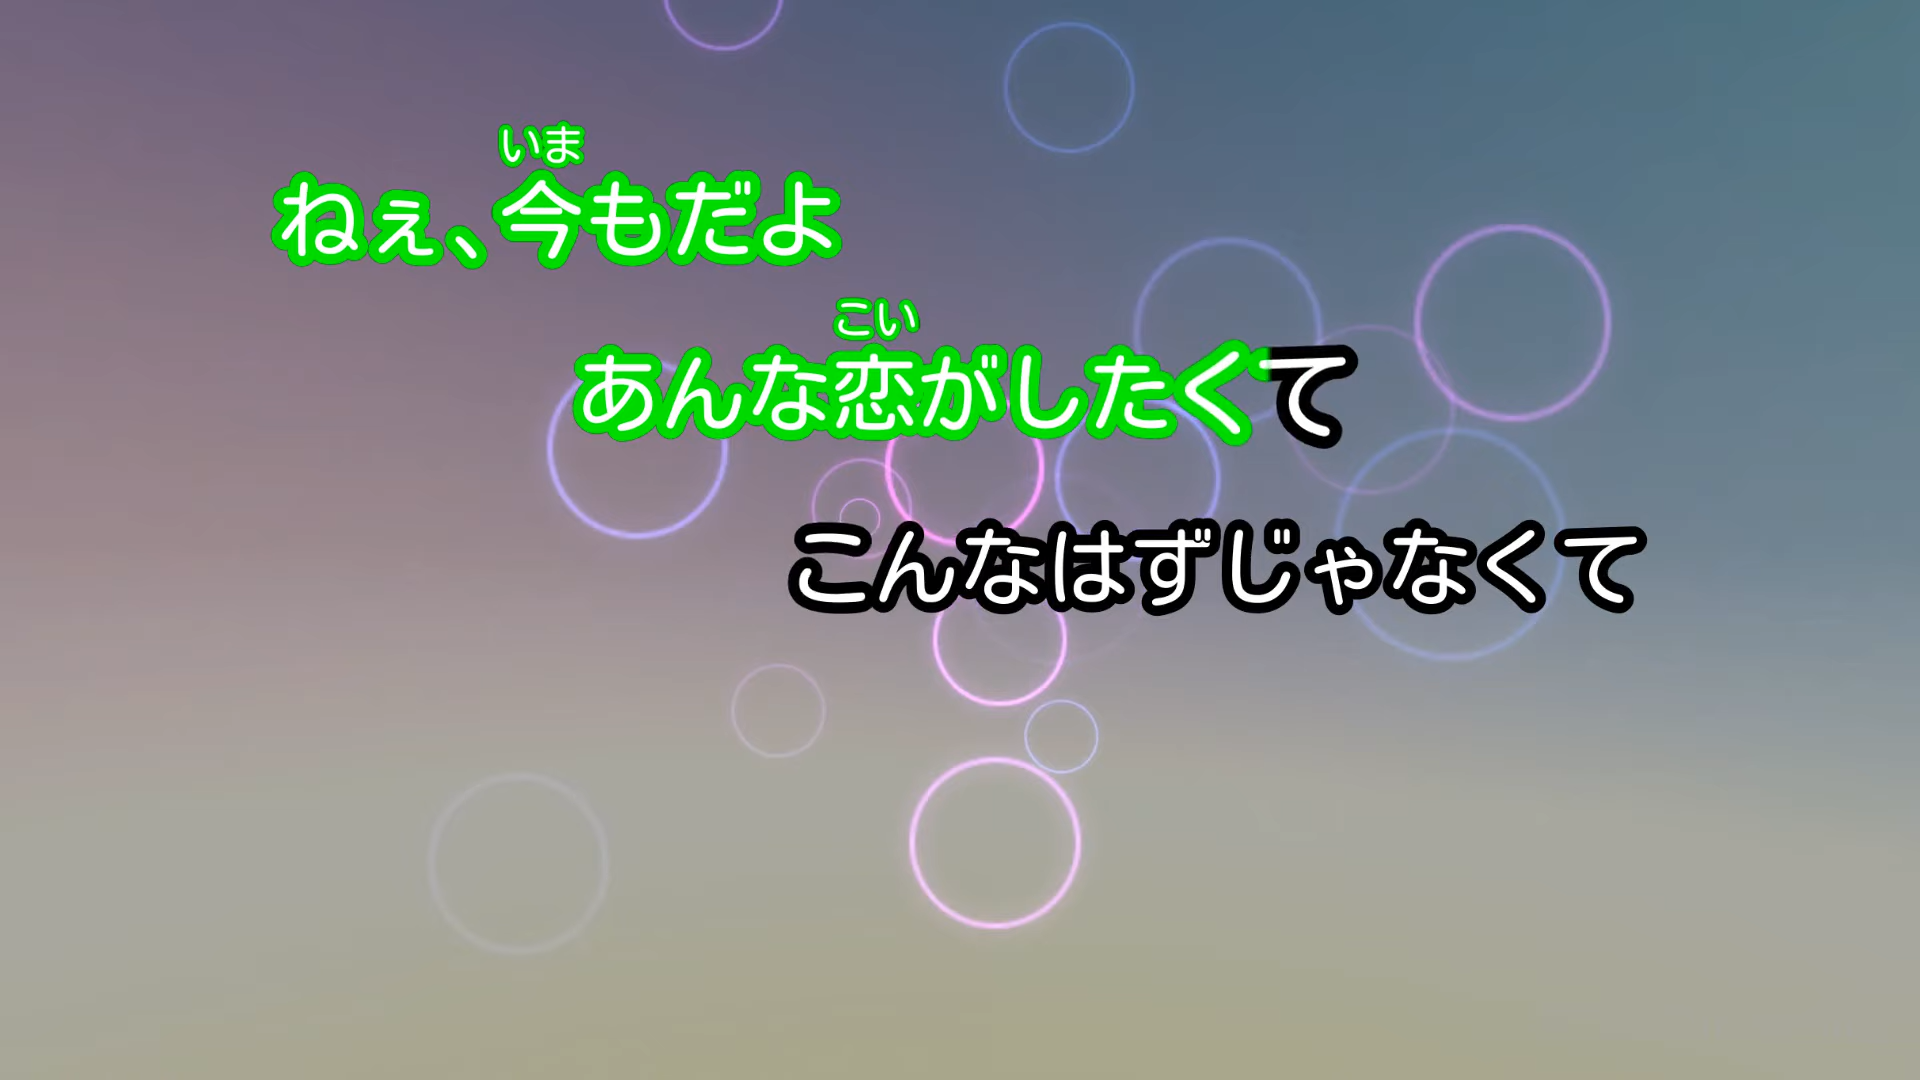 いま
ねぇ、今もだよ
こい
あんな恋がしたくて
こんなはずじゃなくて